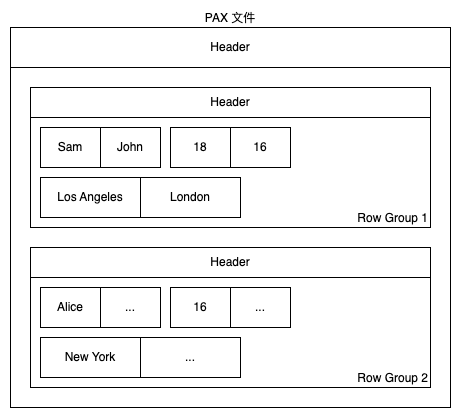 PAX 文件
Header
Header
Sam John 18 16
Los Angeles London
Row Group 1
Header
Alice ... 16 ...
New York ...
Row Group 2